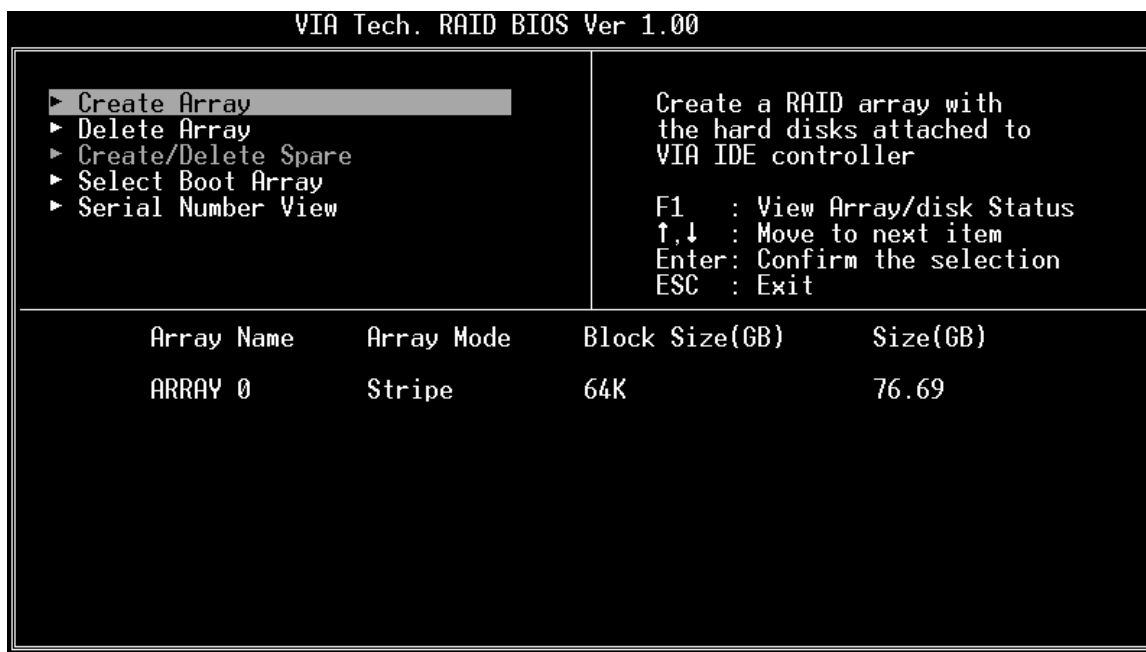 VIA Tech. RAID BIOS Ver 1.00
► Create Array
► Delete Array
► Create/Delete Spare
► Select Boot Array
► Serial Number View
Create a RAID array with
the hard disks attached to
VIA IDE controller
F1 : View Array/disk Status
↑,↓ : Move to next item
Enter: Confirm the selection
ESC : Exit
Array Name Array Mode Block Size(GB) Size(GB)
ARRAY 0 Stripe 64K 76.69